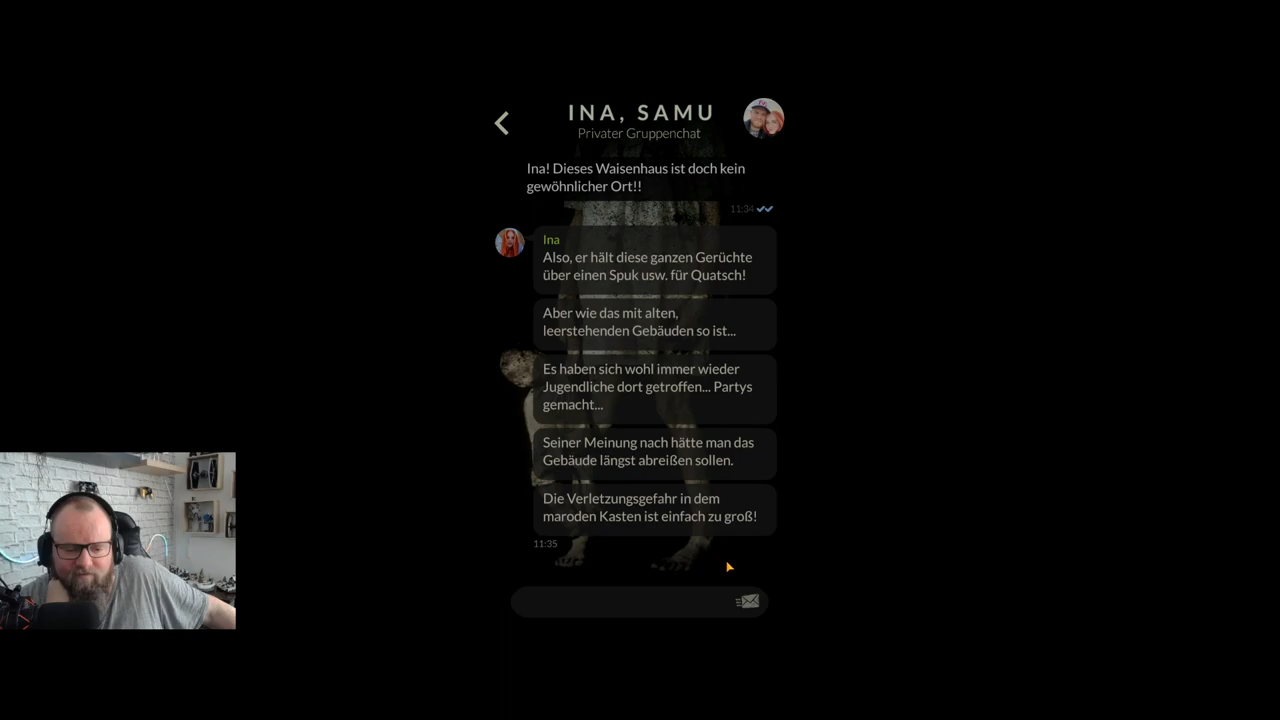 INA, SAMU
Privater Gruppenchat
Ina! Dieses Waisenhaus ist doch kein
gewöhnlicher Ort!!
11:34
Ina
Also, er hält diese ganzen Gerüchte
über einen Spuk usw. für Quatsch!
Aber wie das mit alten,
leerstehenden Gebäuden so ist...
Es haben sich wohl immer wieder
Jugendliche dort getroffen... Partys
gemacht...
Seiner Meinung nach hätte man das
Gebäude längst abreißen sollen.
Die Verletzungsgefahr in dem
maroden Kasten ist einfach zu groß!
11:35